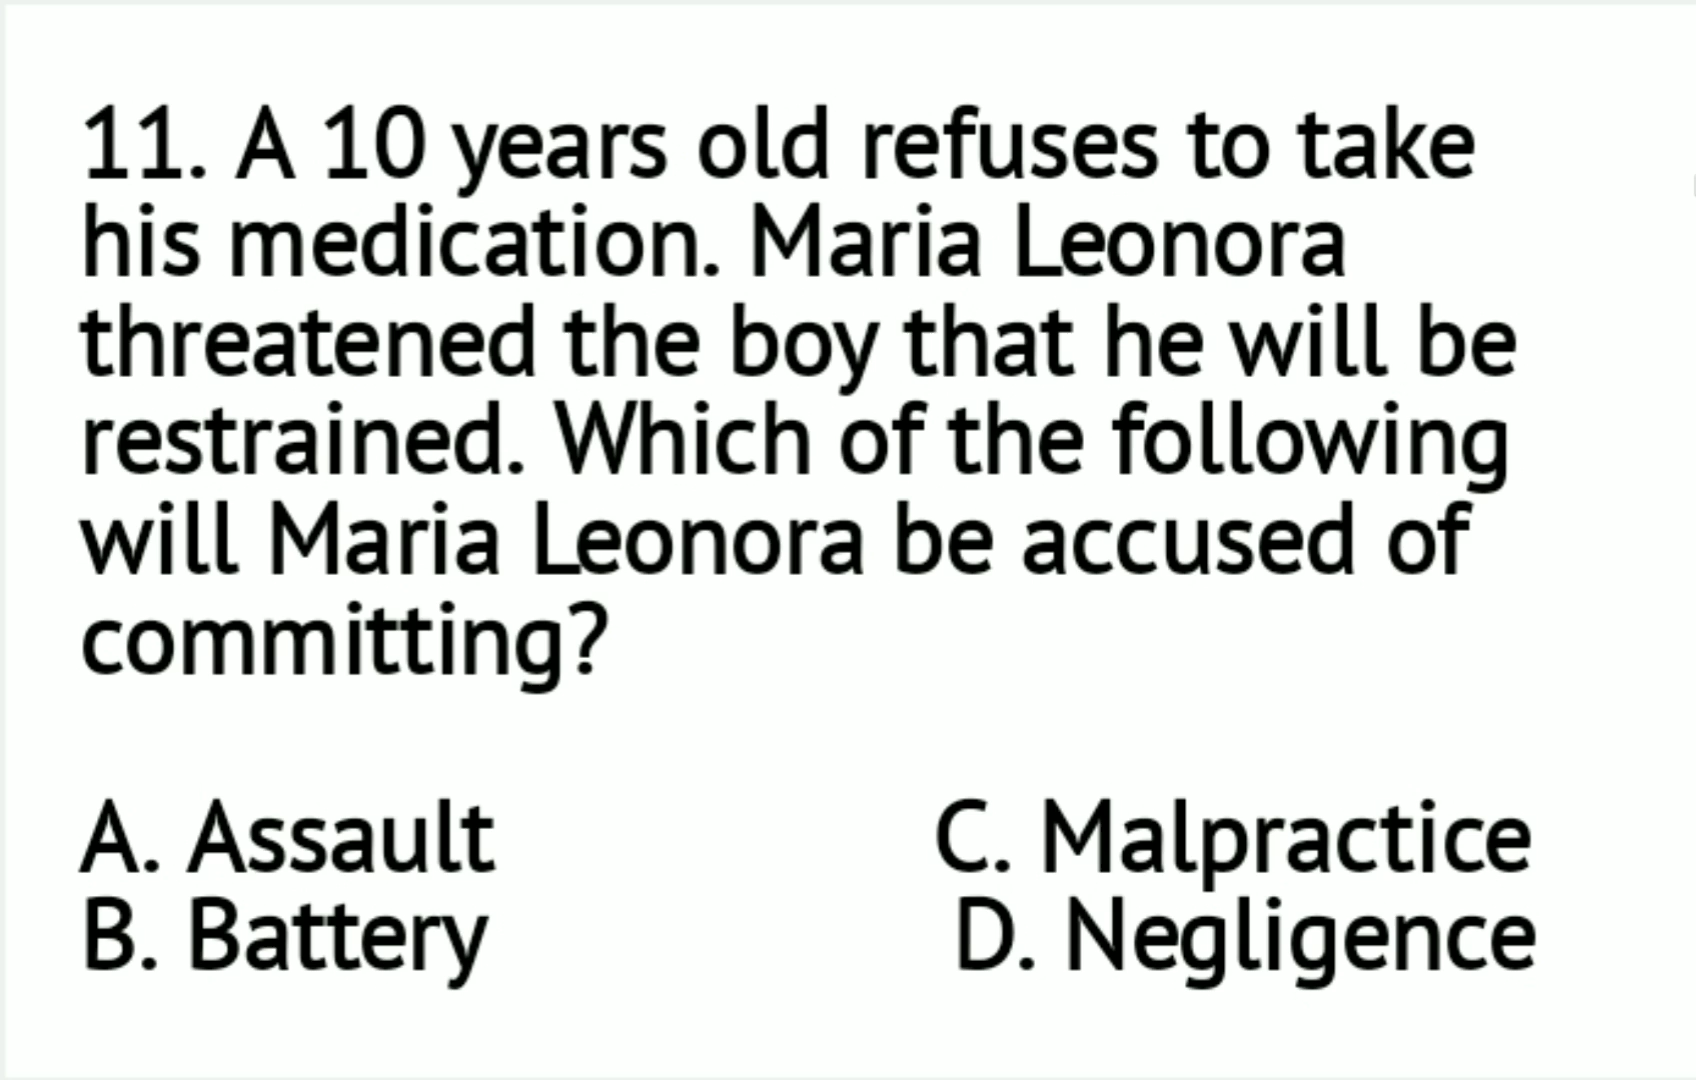 11. A 10 years old refuses to take
his medication. Maria Leonora
threatened the boy that he will be
restrained. Which of the following
will Maria Leonora be accused of
committing?
A. Assault C. Malpractice
B. Battery D. Negligence